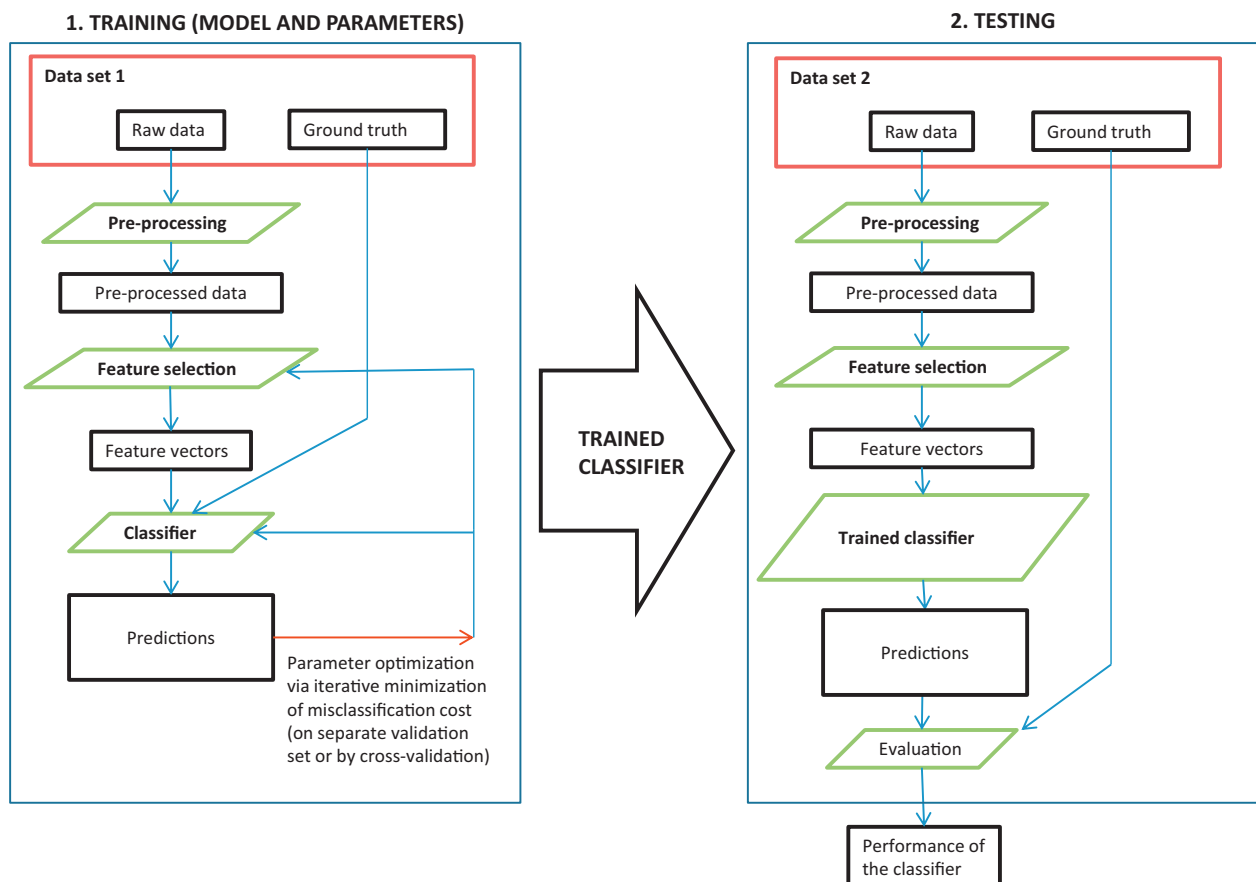 1. TRAINING (MODEL AND PARAMETERS)
Data set 1
Raw data
Ground truth
Pre-processing
Pre-processed data
Feature selection
Feature vectors
Classifier
Predictions
Parameter optimization
via iterative minimization
of misclassification cost
(on separate validation
set or by cross-validation)
TRAINED
CLASSIFIER
2. TESTING
Data set 2
Raw data
Ground truth
Pre-processing
Pre-processed data
Feature selection
Feature vectors
Trained classifier
Predictions
Evaluation
Performance of
the classifier